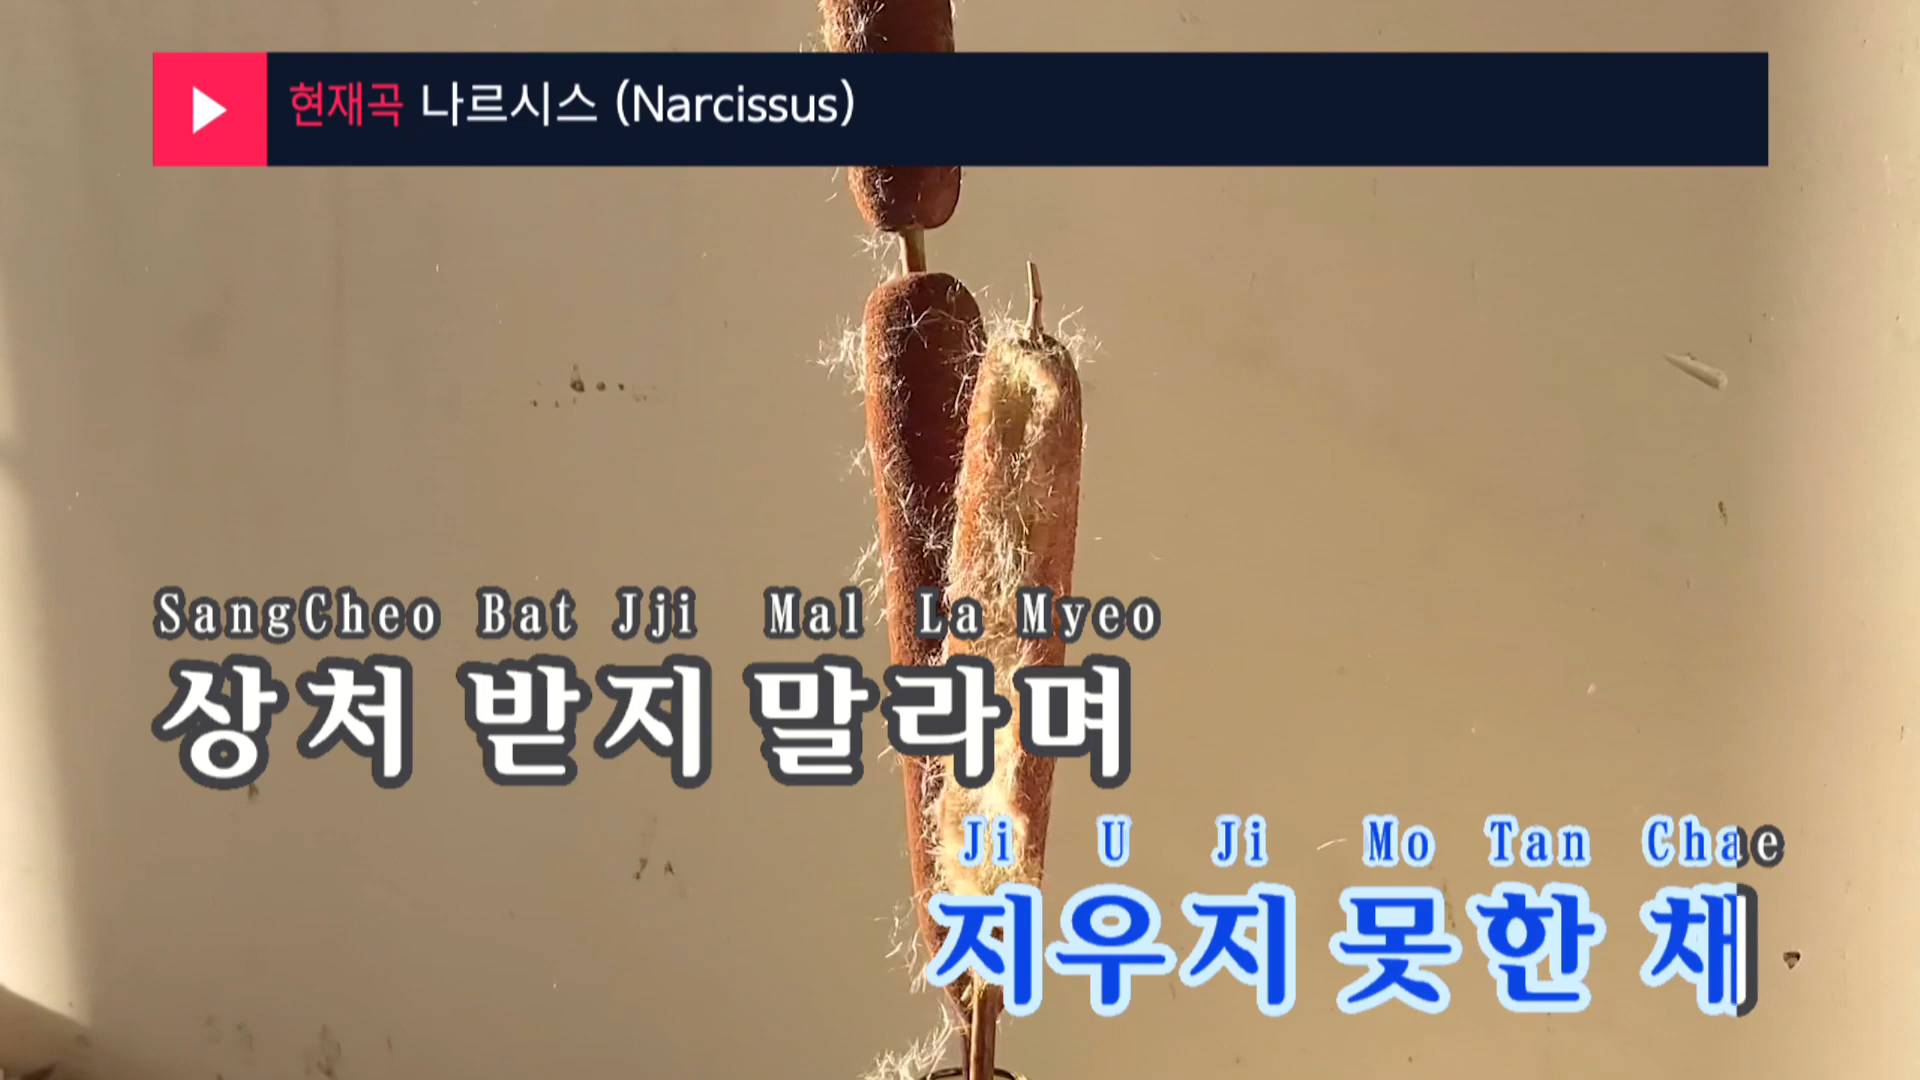 현재곡 나르시스 (Narcissus)
SangCheo Bat Jji Mal La Myeo
상처 받지 말라며
Ji U Ji Mo Tan Chae
지우지 못한 채